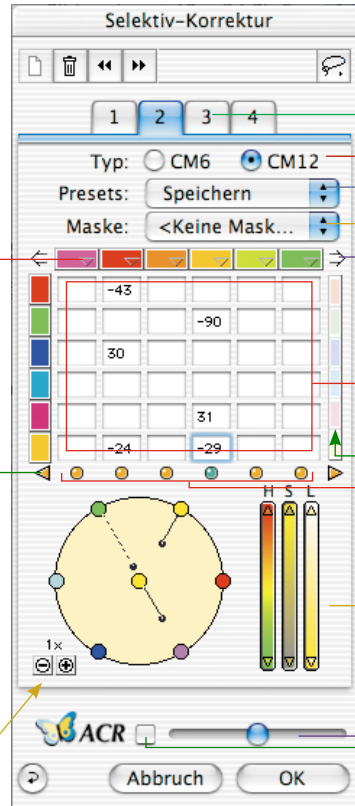 Selektiv-Korrektur
1 2 3 4
Typ: CM6 CM12
Presets: Speichern
Maske: <Keine Mask...
-43
-90
30
31
-24 -29
H S L
1x
ACR
Abbruch OK